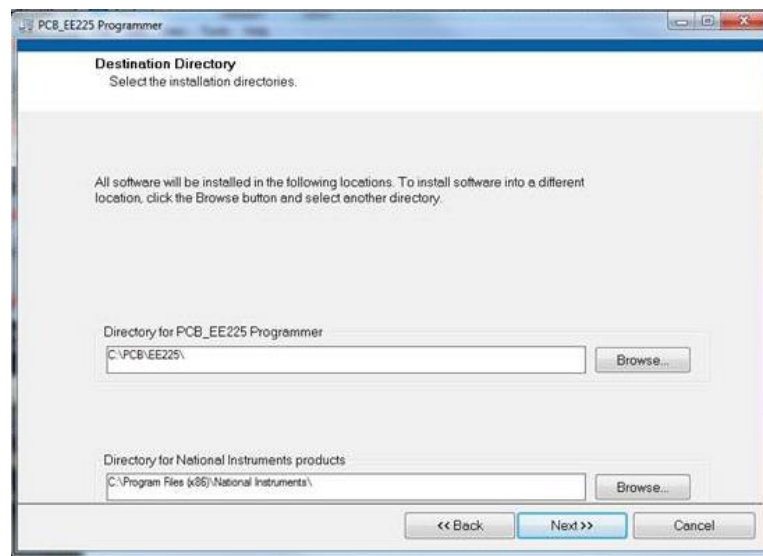 PCB_EE225 Programmer
Destination Directory
Select the installation directories.
All software will be installed in the following locations. To install software into a different
location, click the Browse button and select another directory.
Directory for PCB_EE225 Programmer
C:\PCB\EE225\
Browse...
Directory for National Instruments products
C:\Program Files (x86)\National Instruments\
Browse...
<< Back
Next >>
Cancel